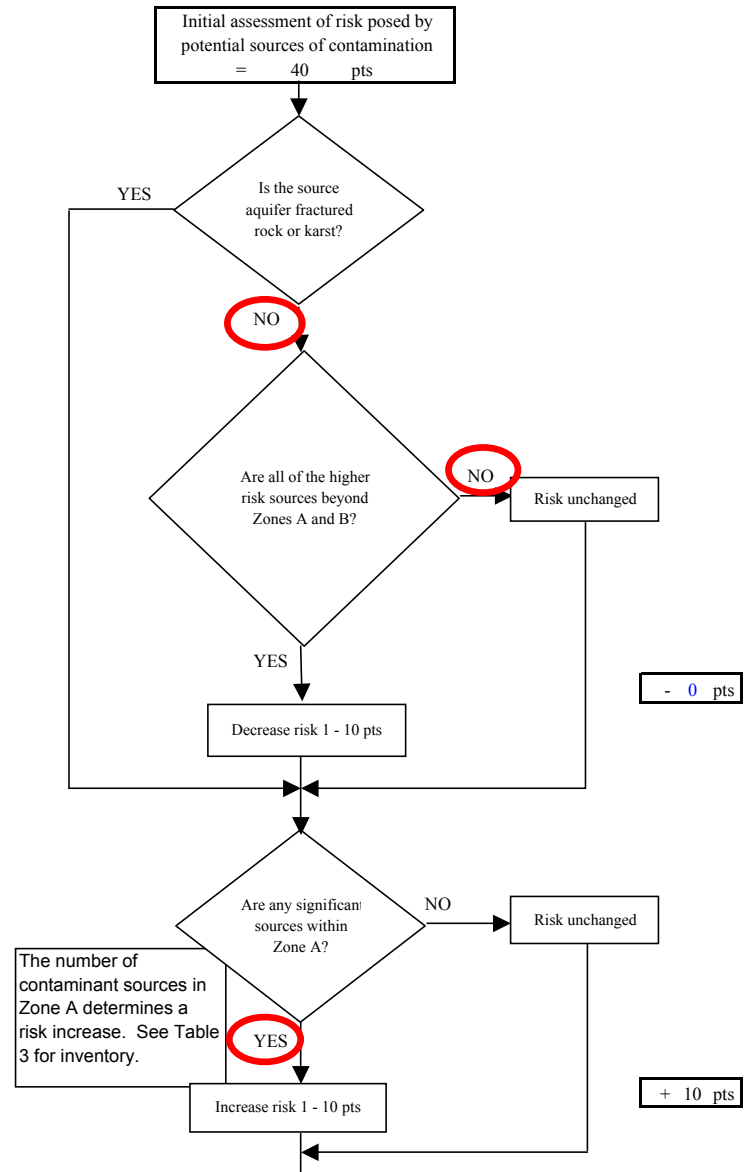 Initial assessment of risk posed by
potential sources of contamination
= 40 pts
YES
Is the source
aquifer fractured
rock or karst?
NO
Are all of the higher
risk sources beyond
Zones A and B?
NO
Risk unchanged
YES
- 0 pts
Decrease risk 1 - 10 pts
Are any significant
sources within
Zone A?
NO
Risk unchanged
The number of
contaminant sources in
Zone A determines a
risk increase. See Table
3 for inventory.
YES
Increase risk 1 - 10 pts
+ 10 pts